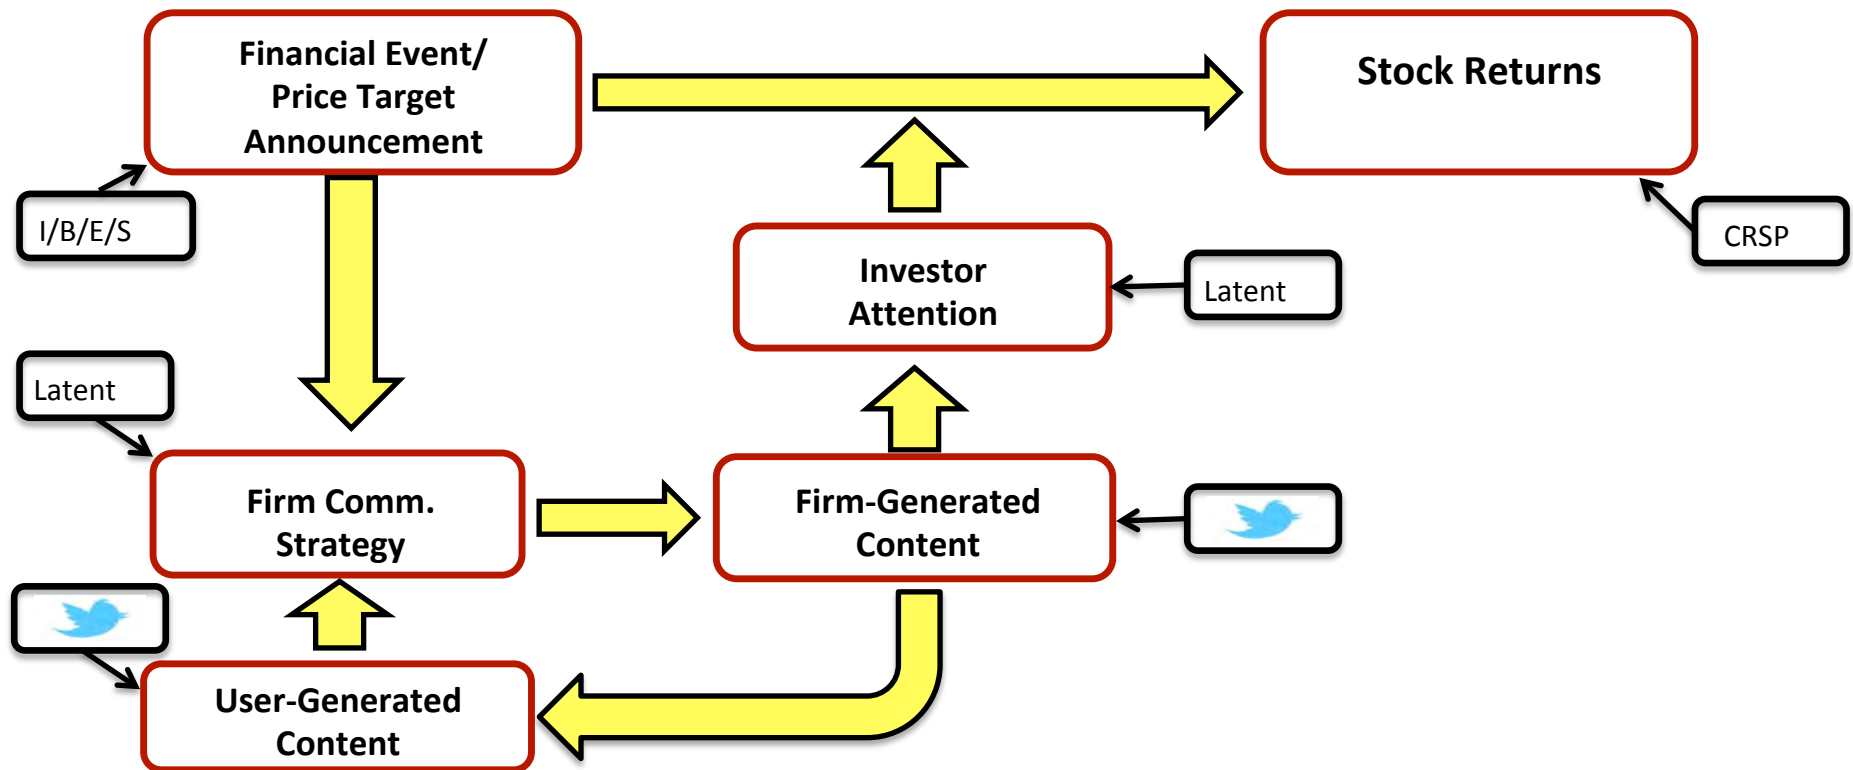 Financial Event/
Price Target
Announcement
Stock Returns
I/B/E/S
CRSP
Investor
Attention
Latent
Latent
Firm Comm.
Strategy
Firm-Generated
Content
User-Generated
Content